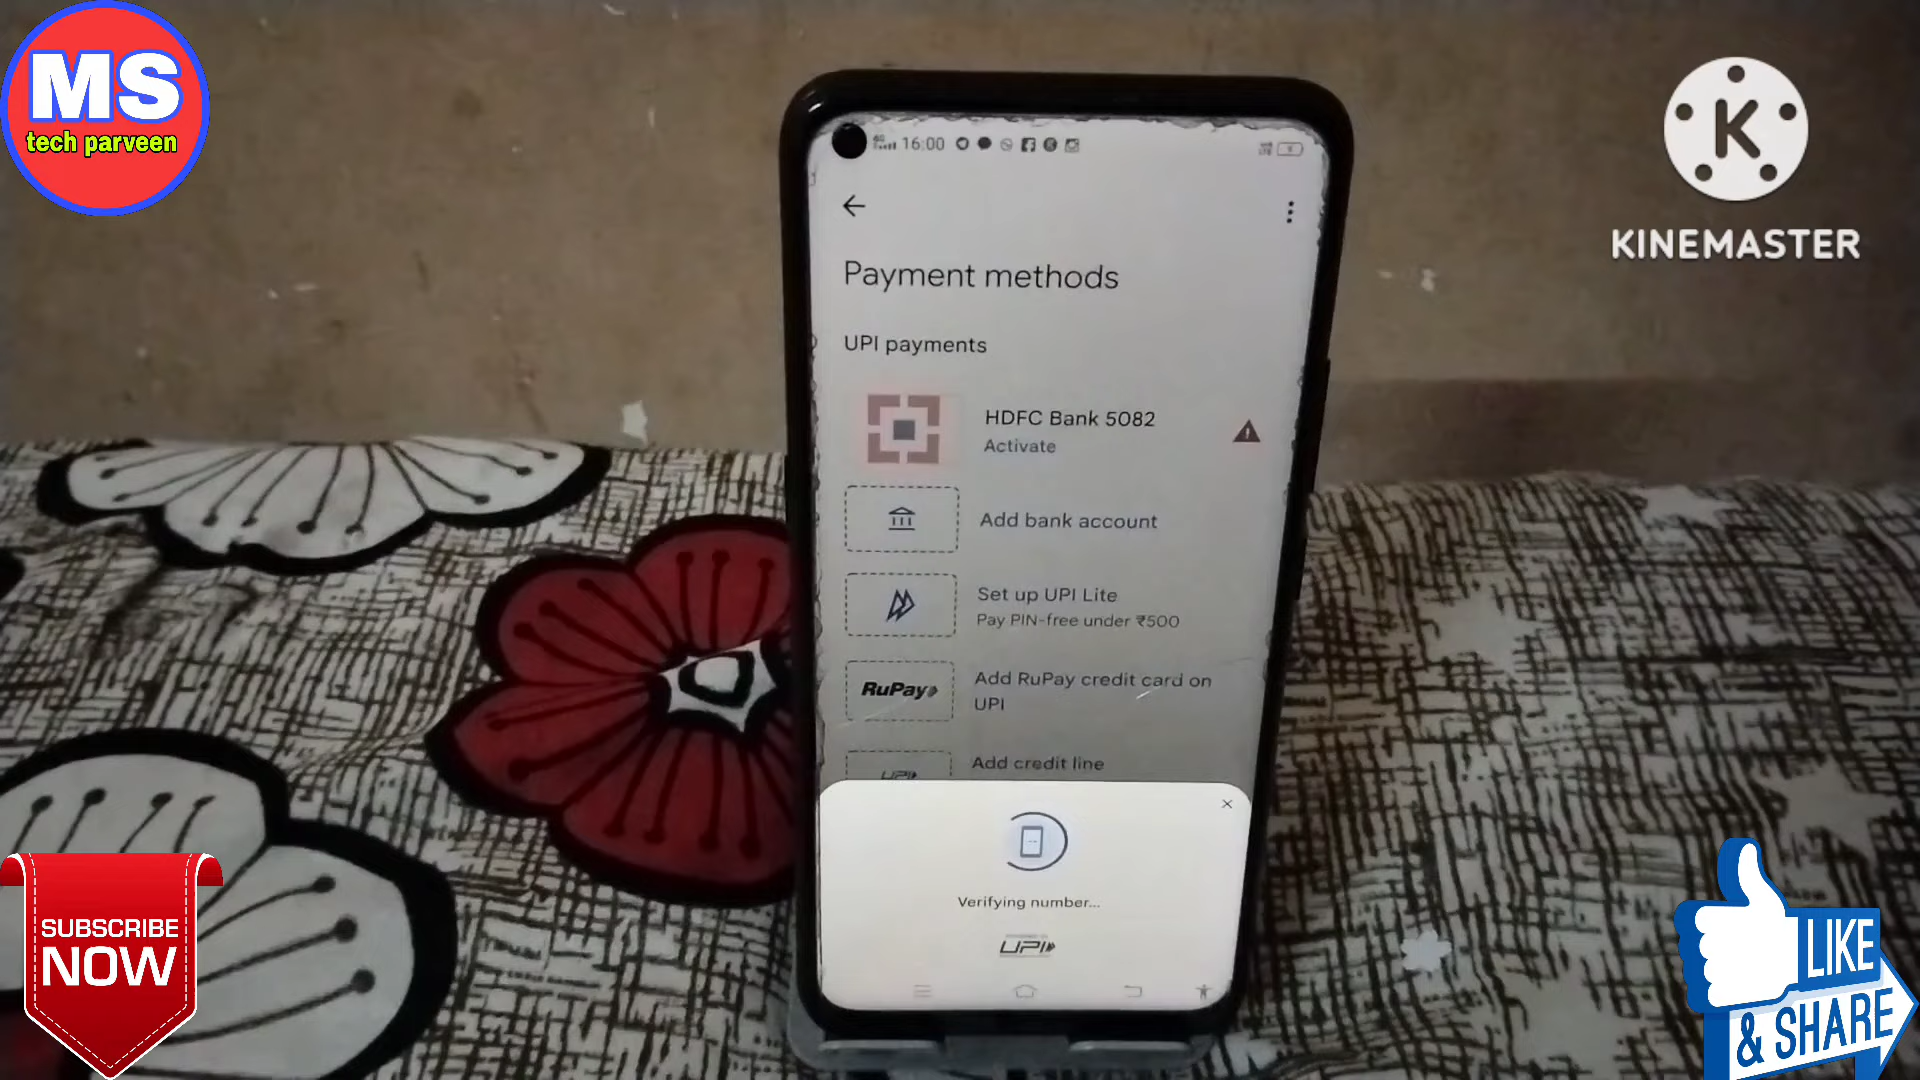 MS
tech parveen
KINEMASTER
16:00
Payment methods
UPI payments
HDFC Bank 5082
Activate
Add bank account
Set up UPI Lite
Pay PIN-free under ₹500
RuPay
Add RuPay credit card on
UPI
UPI
Add credit line
Verifying number...
UPI
SUBSCRIBE
NOW
LIKE
& SHARE